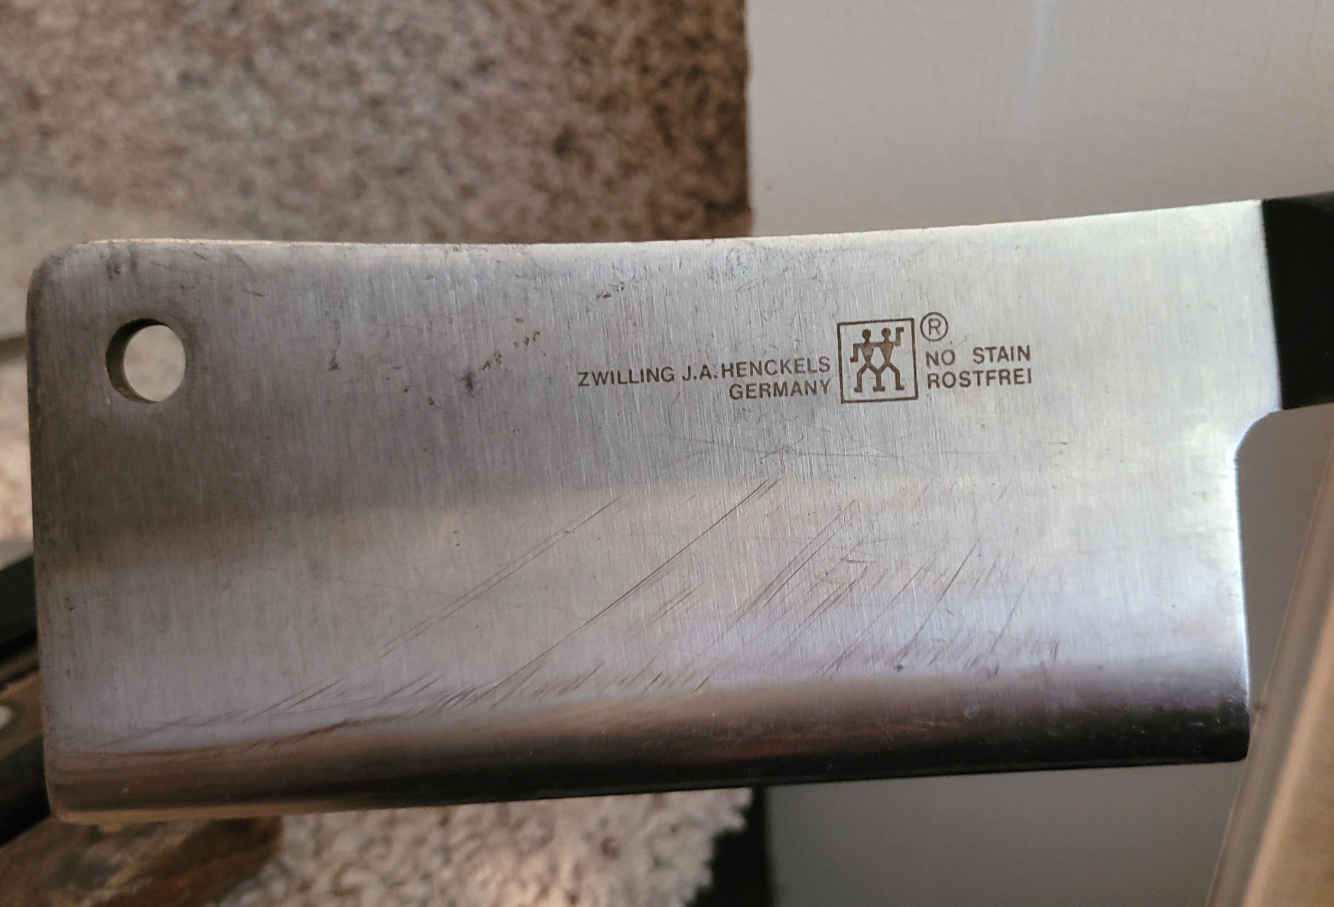 ZWILLING J.A. HENCKELS
GERMANY
®
NO STAIN
ROSTFREI